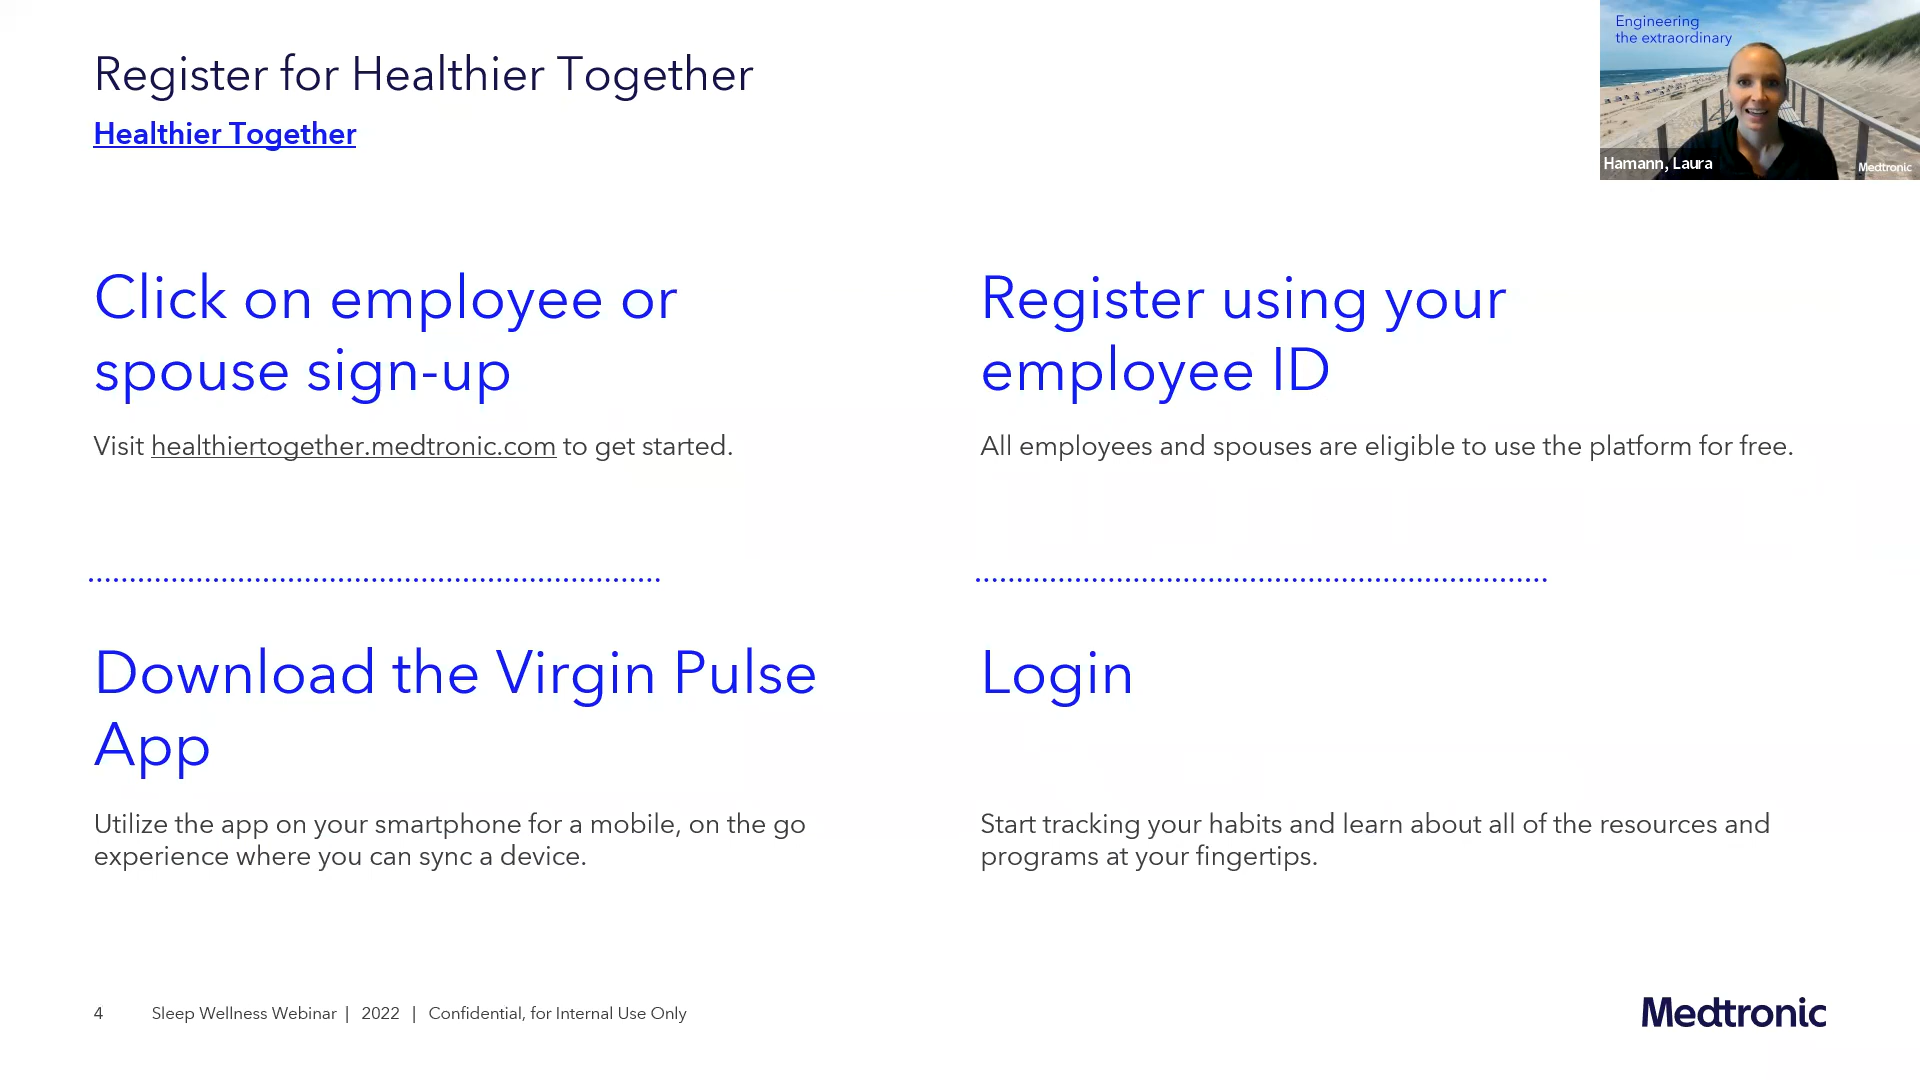 Register for Healthier Together
Healthier Together
Engineering
the extraordinary
Hamann, Laura
Medtronic
Click on employee or
spouse sign-up
Visit healthiertogether.medtronic.com to get started.
Register using your
employee ID
All employees and spouses are eligible to use the platform for free.
Download the Virgin Pulse
App
Utilize the app on your smartphone for a mobile, on the go
experience where you can sync a device.
Login
Start tracking your habits and learn about all of the resources and
programs at your fingertips.
4 Sleep Wellness Webinar | 2022 | Confidential, for Internal Use Only
Medtronic